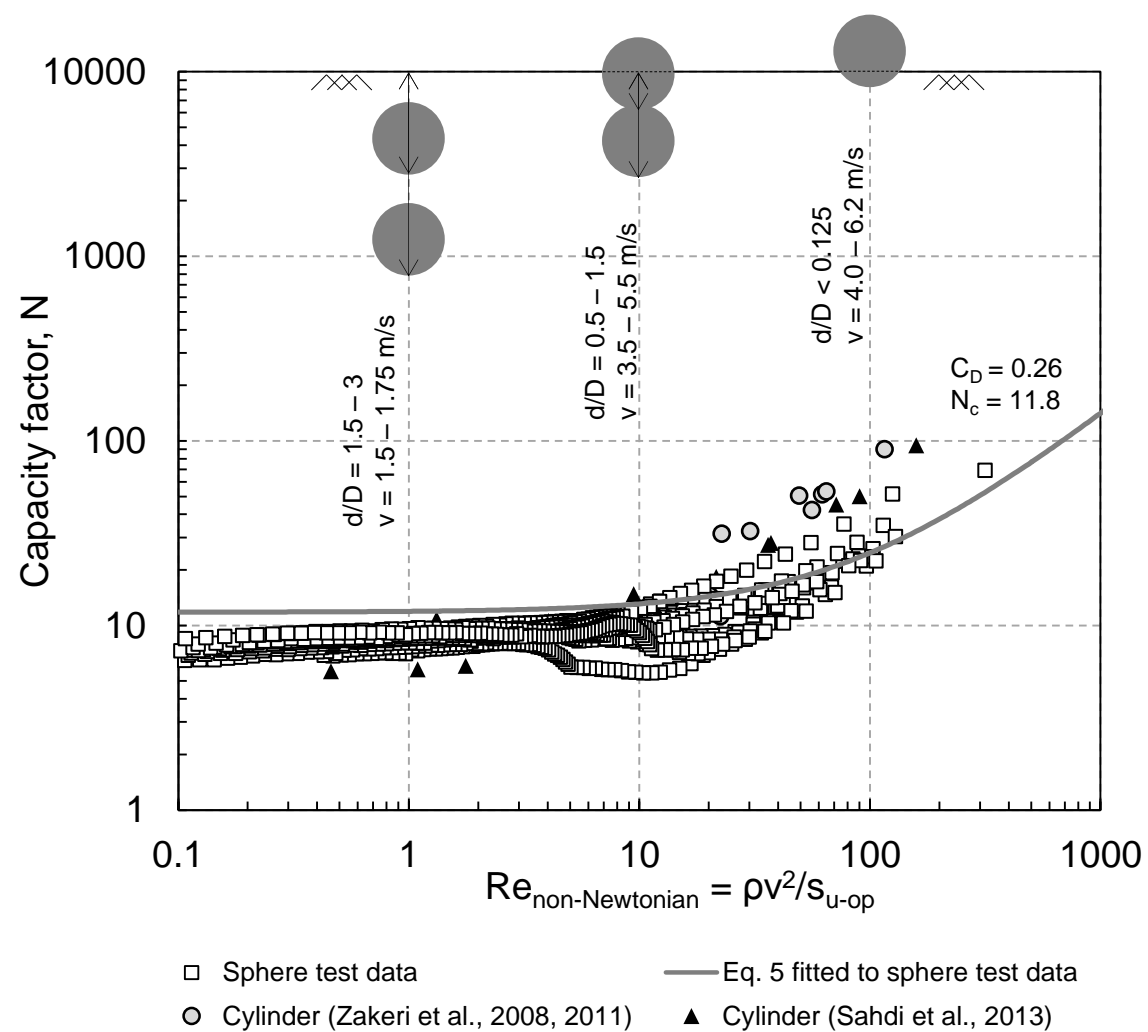 10000
1000
100
10
1
Capacity factor, N
d/D = 1.5 – 3
v = 1.5 – 1.75 m/s
d/D = 0.5 – 1.5
v = 3.5 – 5.5 m/s
d/D < 0.125
v = 4.0 – 6.2 m/s
C_D = 0.26
N_c = 11.8
0.1 1 10 100 1000
Re_non-Newtonian = ρv²/s_u-op
Sphere test data
Eq. 5 fitted to sphere test data
Cylinder (Zakeri et al., 2008, 2011)
Cylinder (Sahdi et al., 2013)